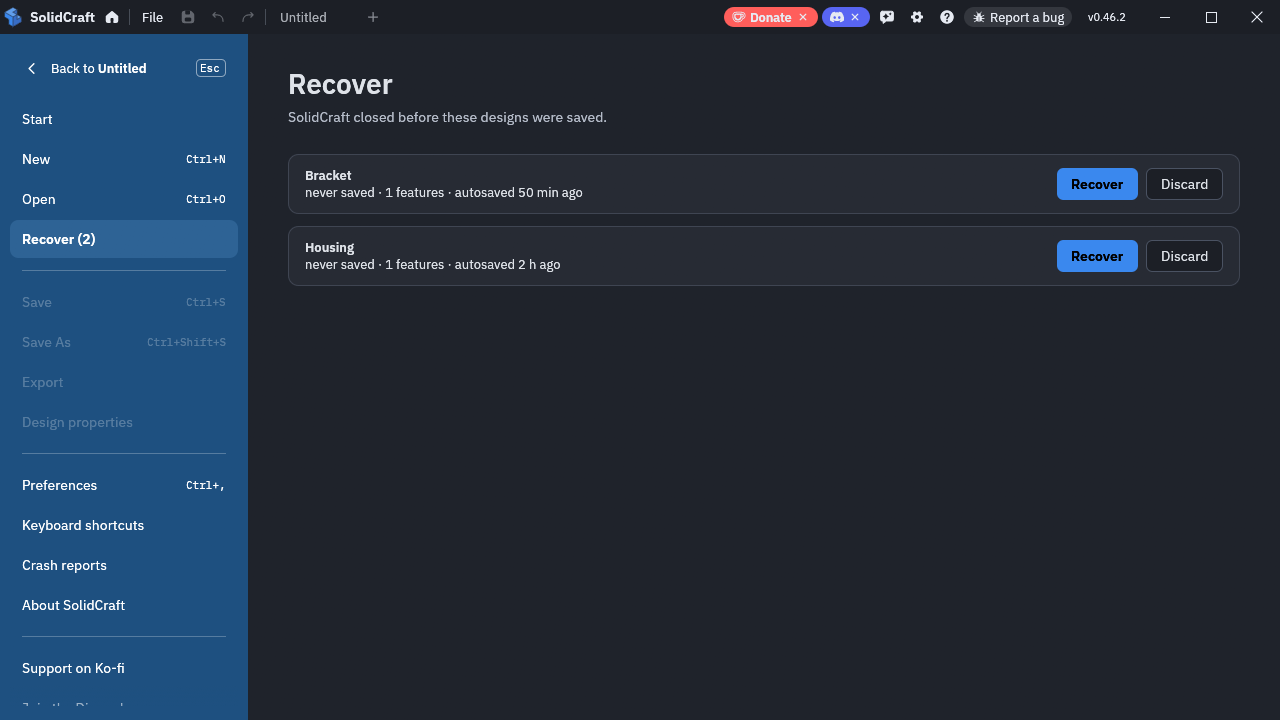 SolidCraft File Untitled Donate Report a bug v0.46.2
Back to Untitled Esc
Start
New Ctrl+N
Open Ctrl+O
Recover (2)
Save Ctrl+S
Save As Ctrl+Shift+S
Export
Design properties
Preferences Ctrl+,
Keyboard shortcuts
Crash reports
About SolidCraft
Support on Ko-fi
Recover
SolidCraft closed before these designs were saved.
Bracket
never saved · 1 features · autosaved 50 min ago
Recover Discard
Housing
never saved · 1 features · autosaved 2 h ago
Recover Discard